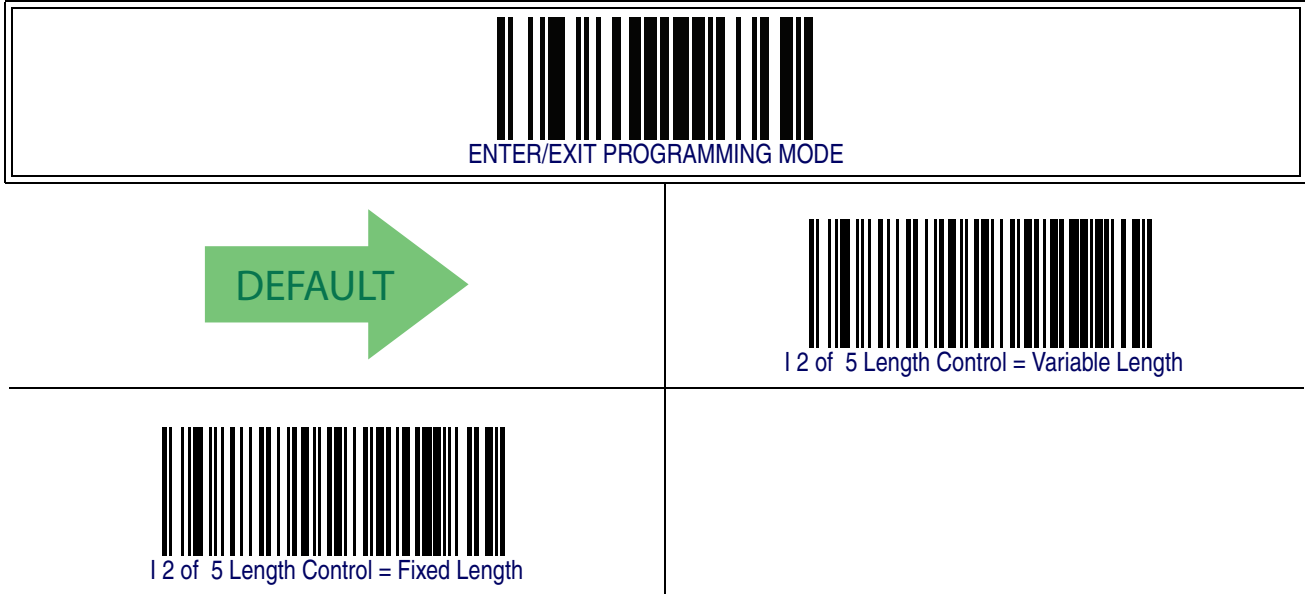 ENTER/EXIT PROGRAMMING MODE
DEFAULT
I 2 of  5 Length Control = Variable Length
I 2 of  5 Length Control = Fixed Length